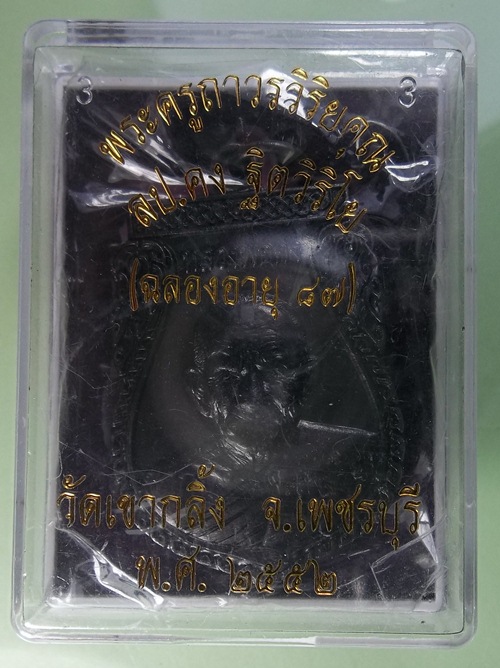 3 3
พระครูถาวรวิริยคุณ
ลป.คง ฐิตวิริโย
(ฉลองอายุ ๘๗)
วัดเขากลิ้ง จ.เพชรบุรี
พ.ศ. ๒๕๕๒